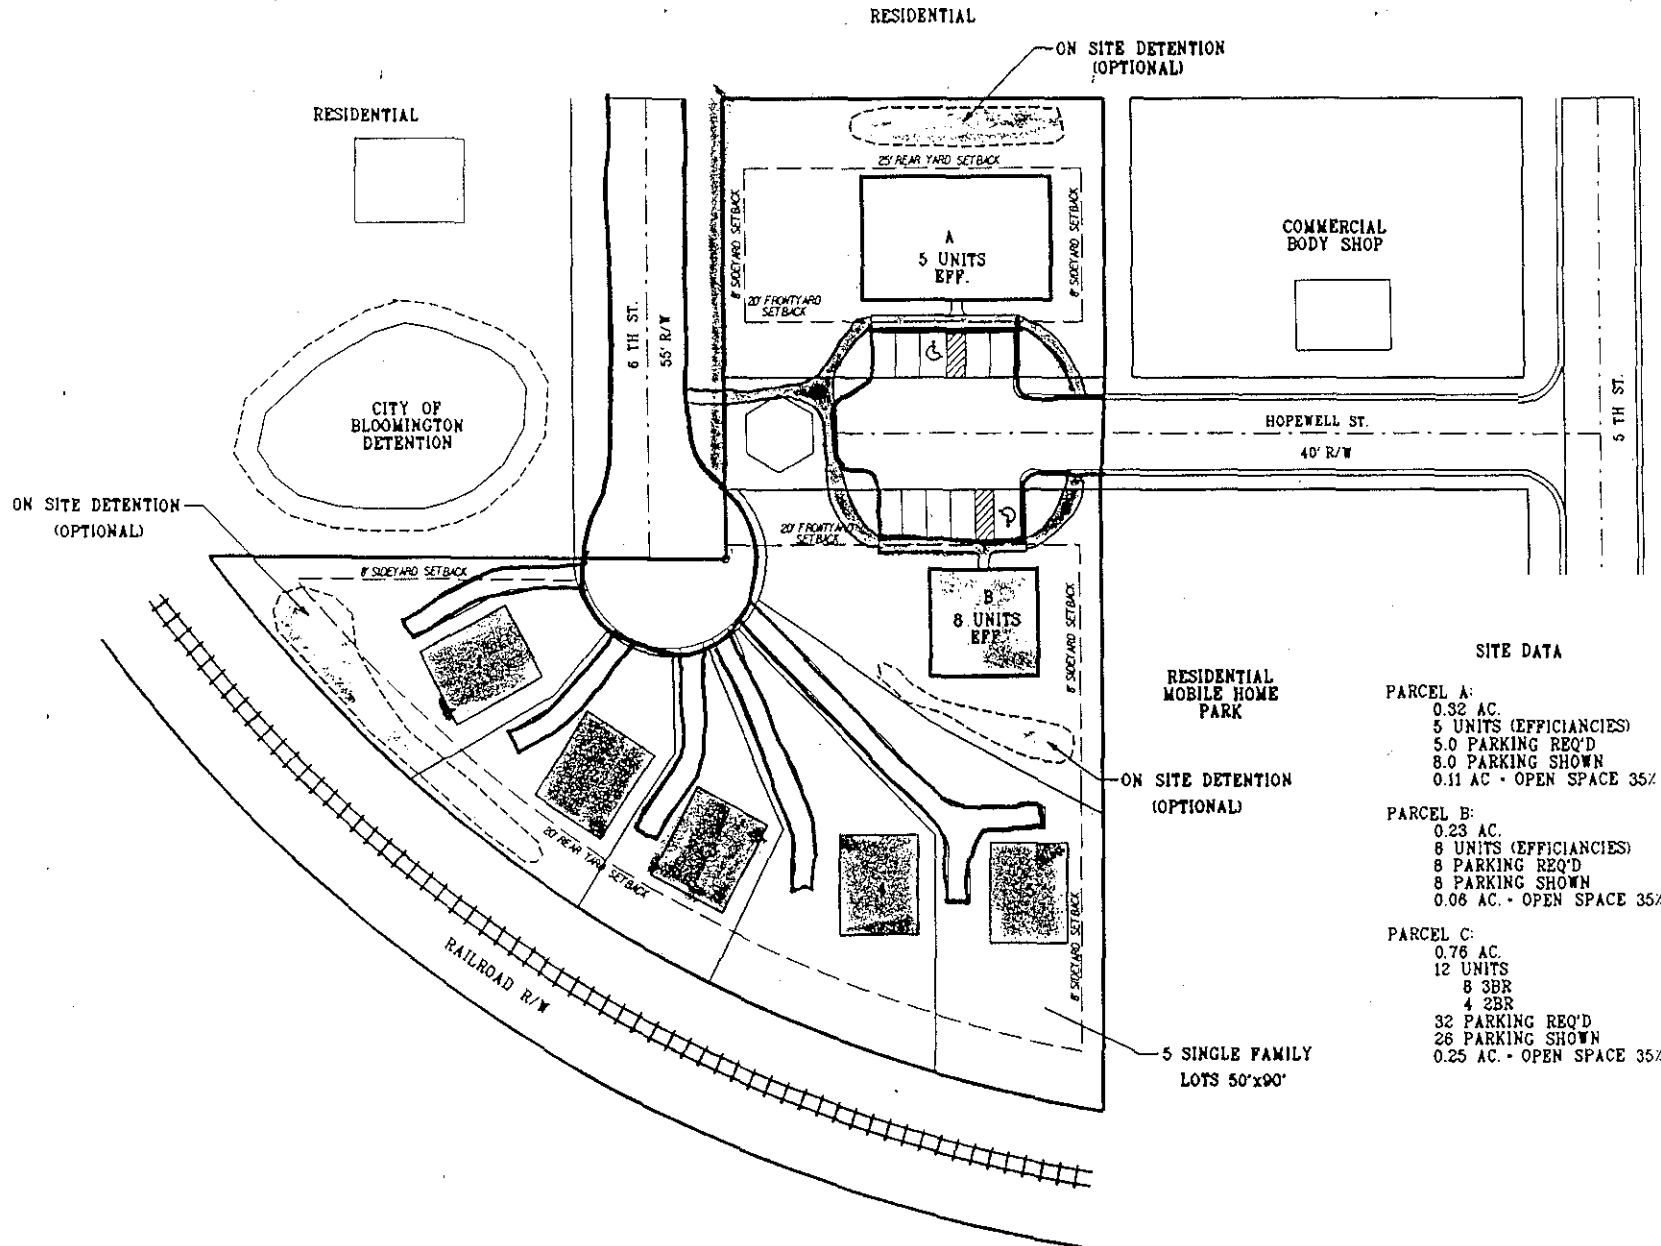 RESIDENTIAL
ON SITE DETENTION
(OPTIONAL)
RESIDENTIAL
25' REAR YARD SETBACK
8' SIDEYARD SETBACK
8' SIDEYARD SETBACK
A
5 UNITS
EFF.
COMMERCIAL
BODY SHOP
20' FRONTYARD
SETBACK
6 TH ST.
55' R/W
CITY OF
BLOOMINGTON
DETENTION
HOPEWELL ST.
40' R/W
5 TH ST.
ON SITE DETENTION
(OPTIONAL)
20' FRONTYARD
SETBACK
8' SIDEYARD SETBACK
B
8 UNITS
EFF.
8' SIDEYARD SETBACK
RESIDENTIAL
MOBILE HOME
PARK
ON SITE DETENTION
(OPTIONAL)
20' REAR YARD SETBACK
8' SIDEYARD SETBACK
RAILROAD R/W
5 SINGLE FAMILY
LOTS 50'x90'
SITE DATA
PARCEL A:
0.32 AC.
5 UNITS (EFFICIANCIES)
5.0 PARKING REQ'D
8.0 PARKING SHOWN
0.11 AC - OPEN SPACE 35%
PARCEL B:
0.23 AC.
8 UNITS (EFFICIANCIES)
8 PARKING REQ'D
8 PARKING SHOWN
0.06 AC. - OPEN SPACE 35%
PARCEL C:
0.76 AC.
12 UNITS
8 3BR
4 2BR
32 PARKING REQ'D
26 PARKING SHOWN
0.25 AC. - OPEN SPACE 35%